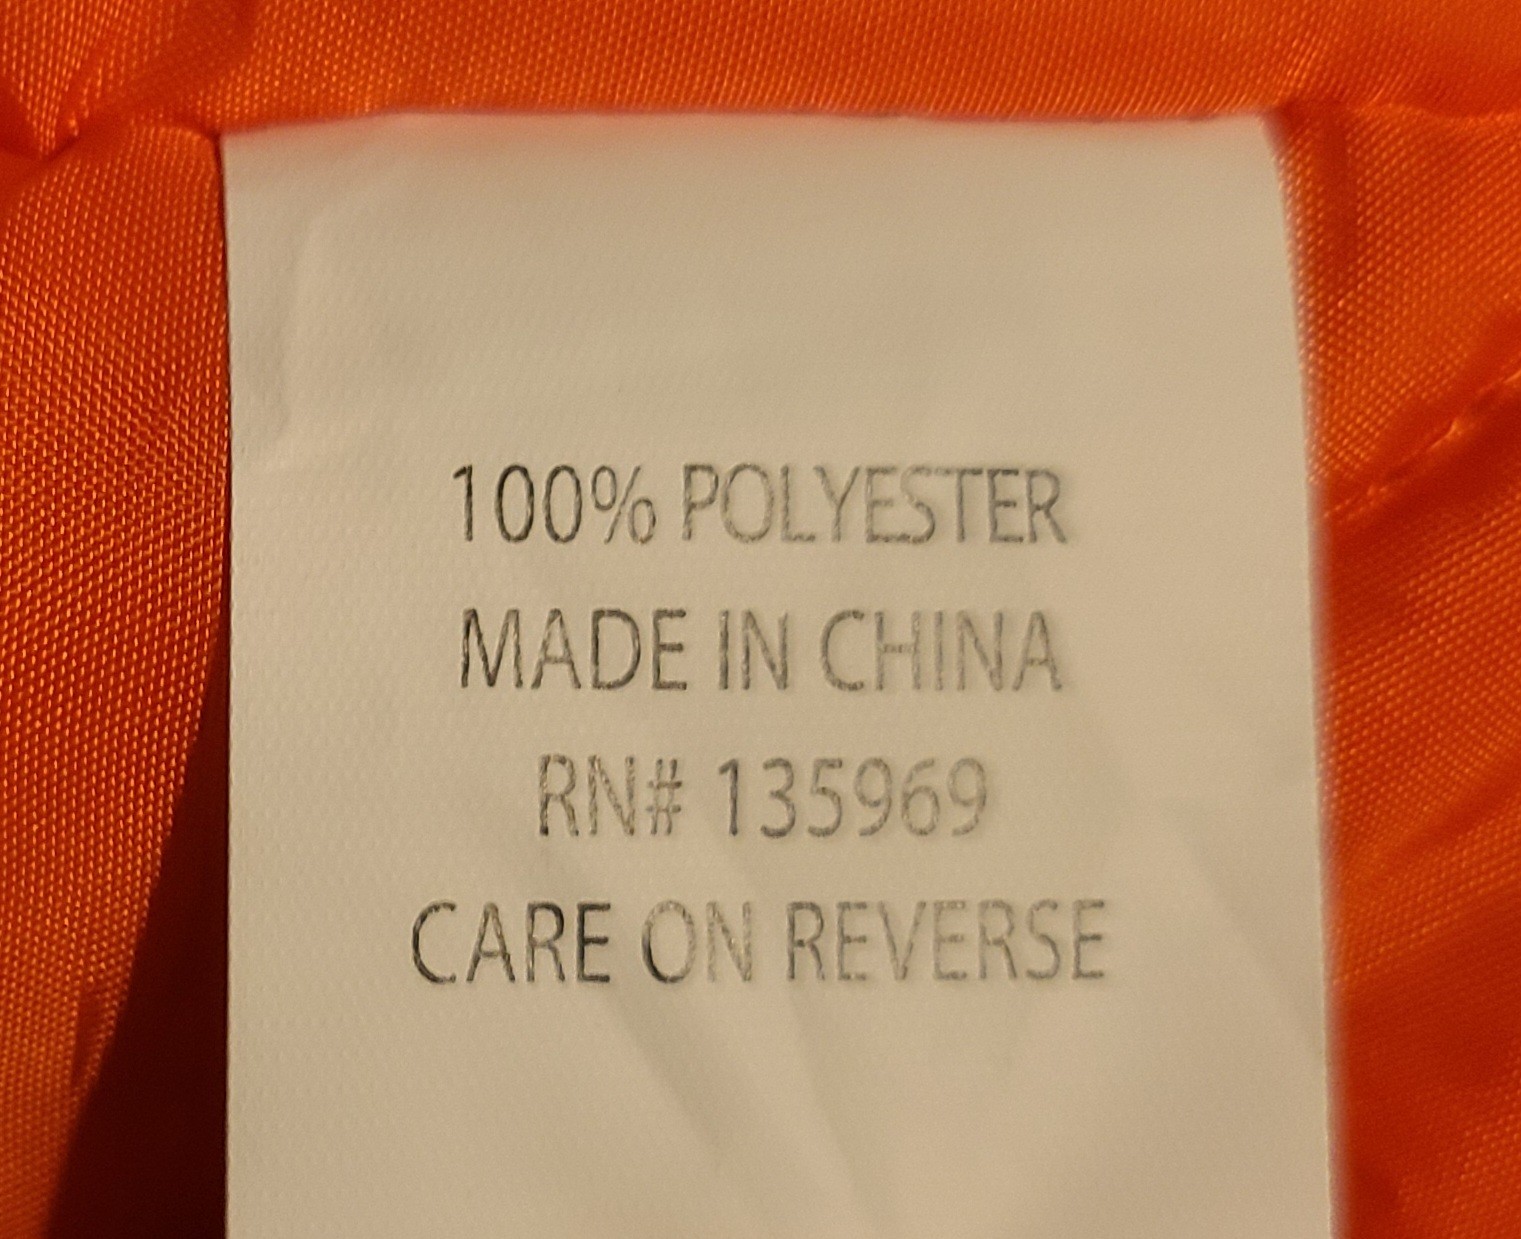 100% POLYESTER
MADE IN CHINA
RN# 135969
CARE ON REVERSE